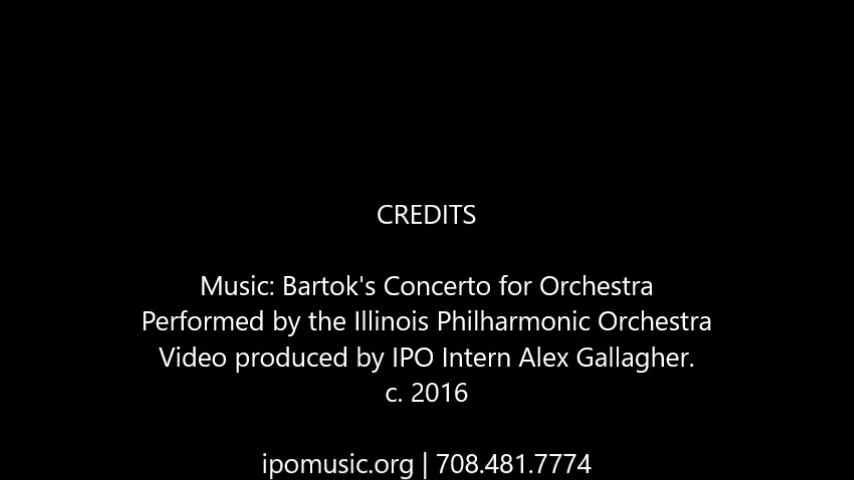 CREDITS
Music: Bartok's Concerto for Orchestra
Performed by the Illinois Philharmonic Orchestra
Video produced by IPO Intern Alex Gallagher.
c. 2016
ipomusic.org | 708.481.7774